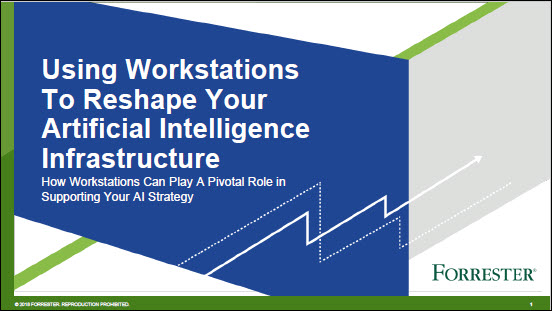 Using Workstations
To Reshape Your
Artificial Intelligence
Infrastructure
How Workstations Can Play A Pivotal Role in
Supporting Your AI Strategy
FORRESTER®
© 2018 FORRESTER. REPRODUCTION PROHIBITED.
1